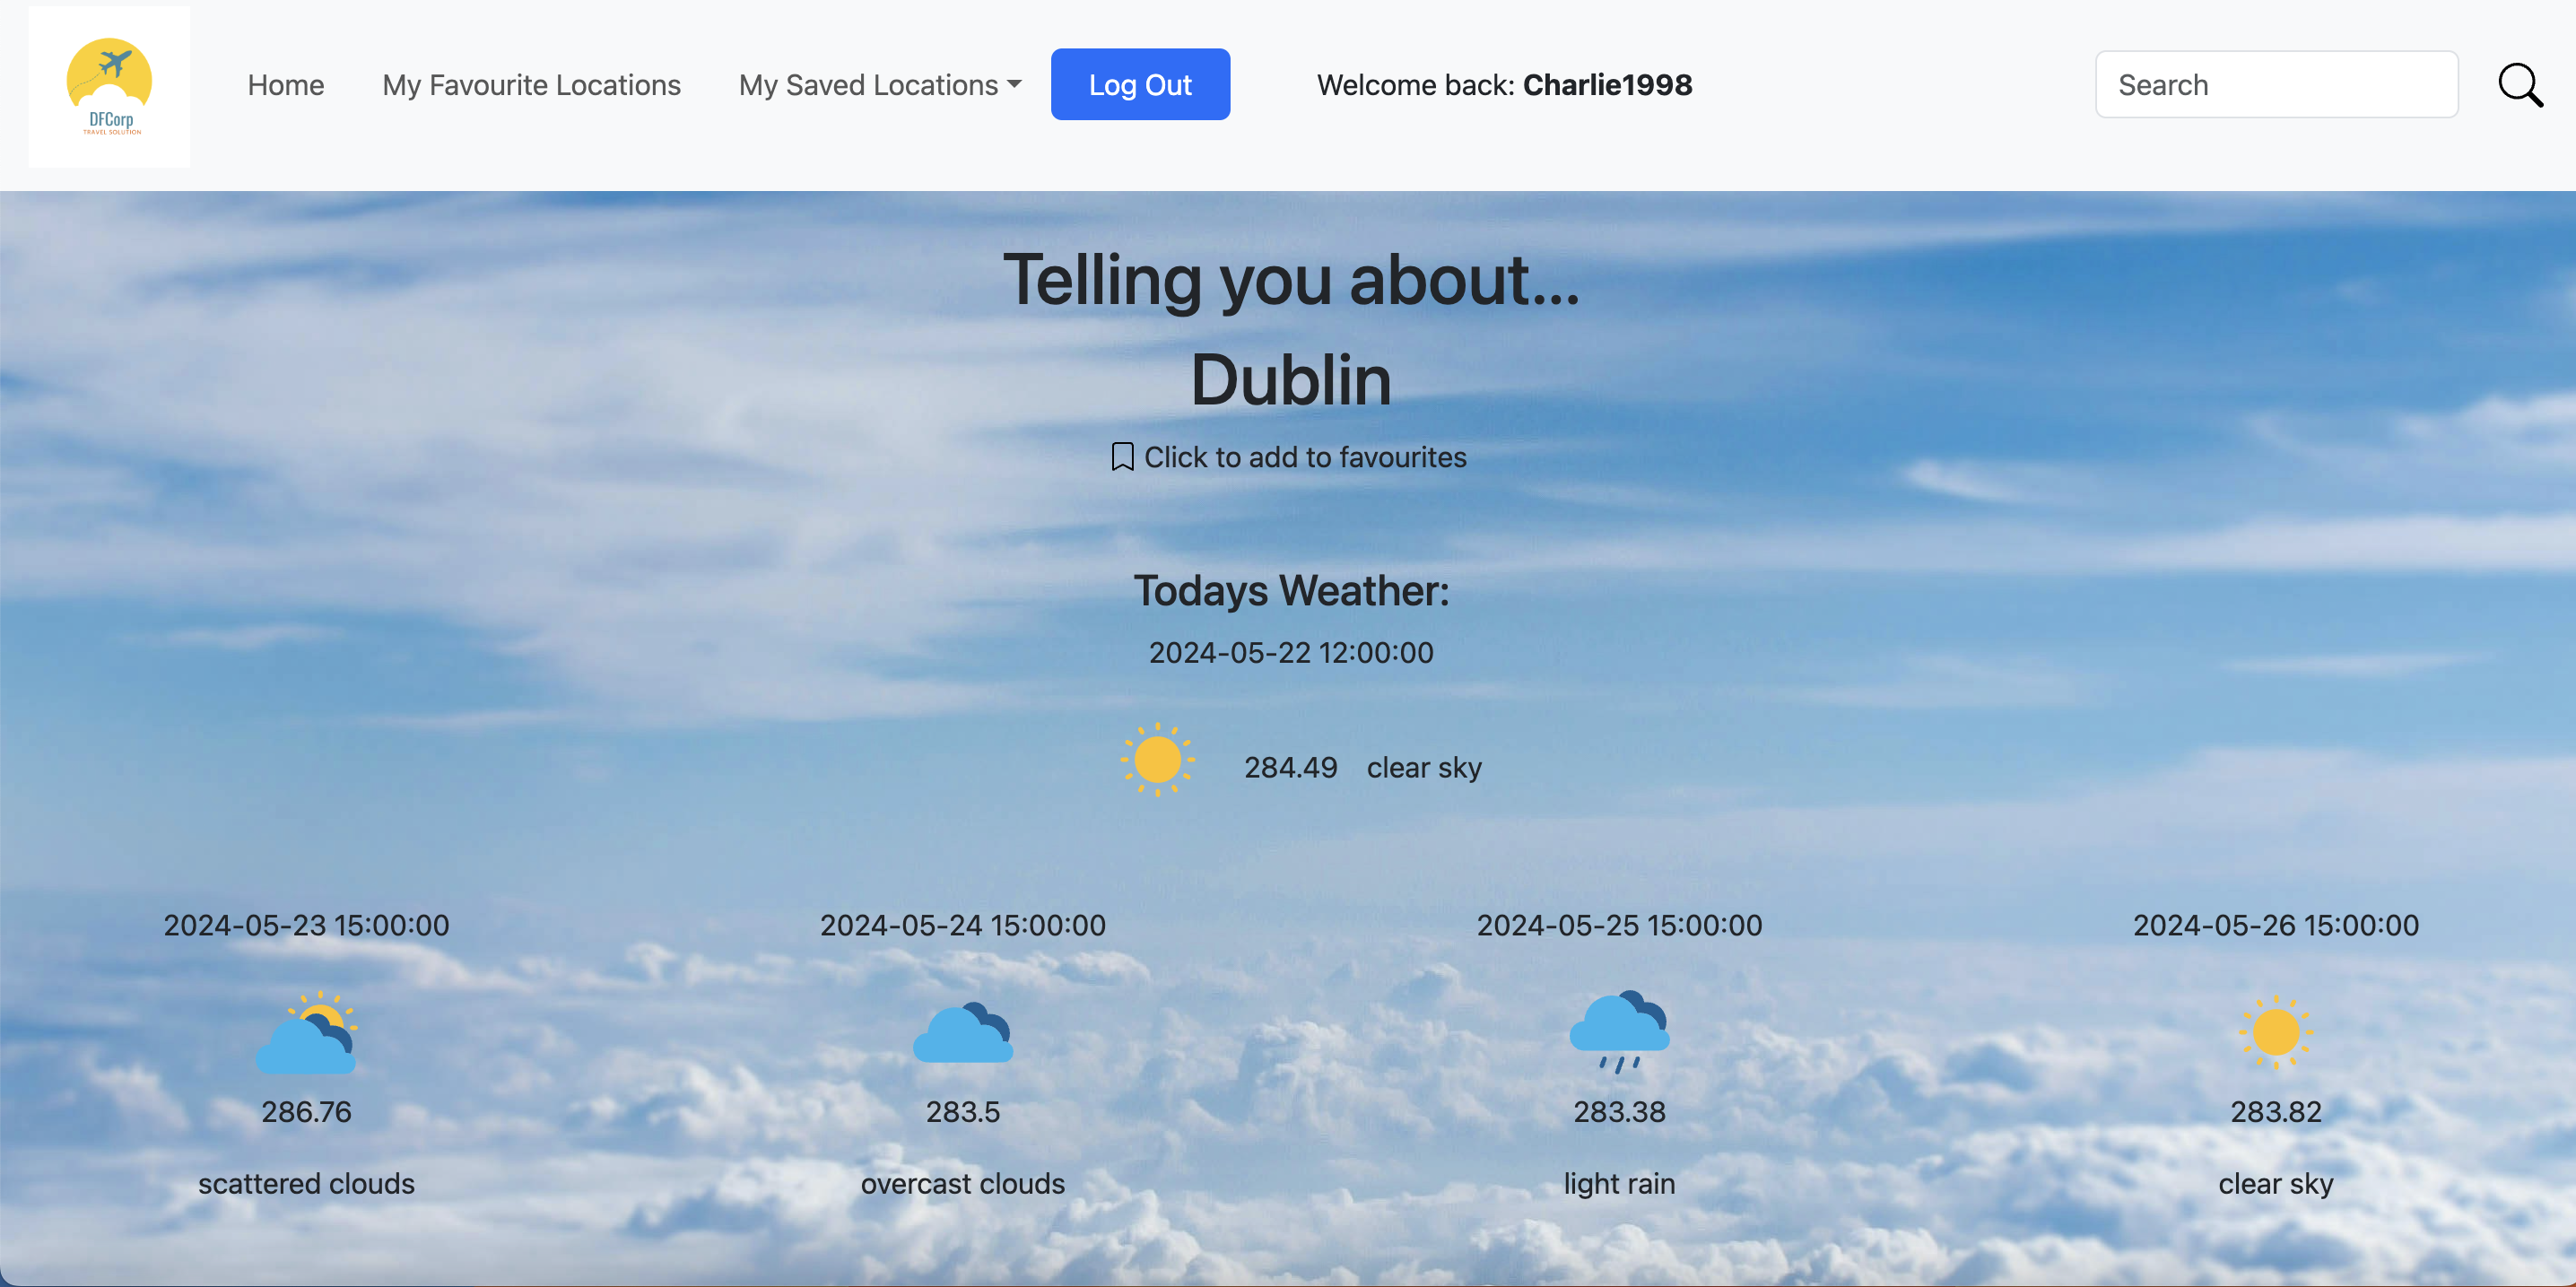 DFCorp
TRAVEL SOLUTION
Home
My Favourite Locations
My Saved Locations
Log Out
Welcome back: Charlie1998
Search
Telling you about...
Dublin
Click to add to favourites
Todays Weather:
2024-05-22 12:00:00
284.49 clear sky
2024-05-23 15:00:00
286.76
scattered clouds
2024-05-24 15:00:00
283.5
overcast clouds
2024-05-25 15:00:00
283.38
light rain
2024-05-26 15:00:00
283.82
clear sky